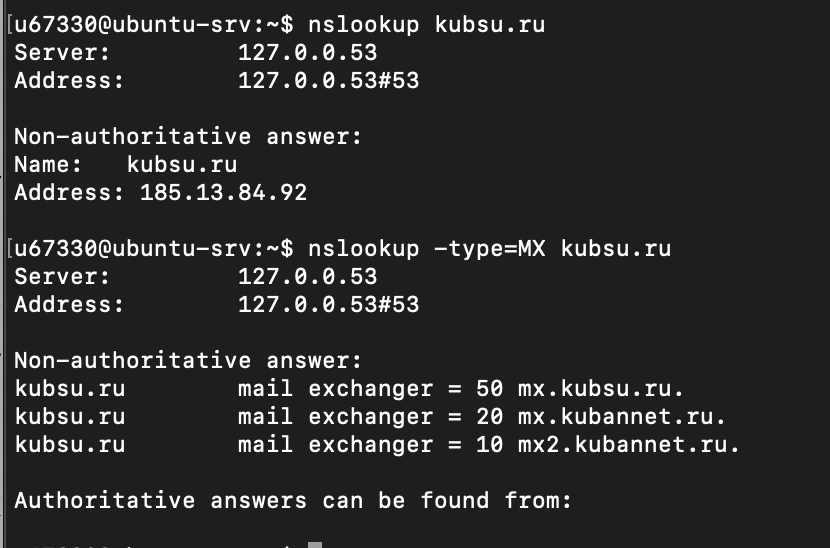 [u67330@ubuntu-srv:~$ nslookup kubsu.ru
Server:         127.0.0.53
Address:        127.0.0.53#53
Non-authoritative answer:
Name:   kubsu.ru
Address: 185.13.84.92
[u67330@ubuntu-srv:~$ nslookup -type=MX kubsu.ru
Server:         127.0.0.53
Address:        127.0.0.53#53
Non-authoritative answer:
kubsu.ru        mail exchanger = 50 mx.kubsu.ru.
kubsu.ru        mail exchanger = 20 mx.kubannet.ru.
kubsu.ru        mail exchanger = 10 mx2.kubannet.ru.
Authoritative answers can be found from: